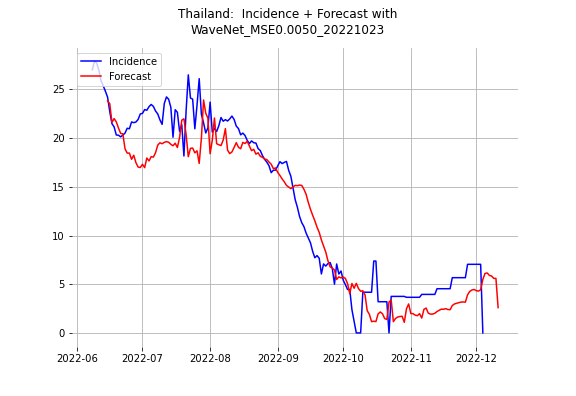 Thailand:  Incidence + Forecast with
WaveNet_MSE0.0050_20221023
Incidence
Forecast
25
20
15
10
5
0
2022-06 2022-07 2022-08 2022-09 2022-10 2022-11 2022-12